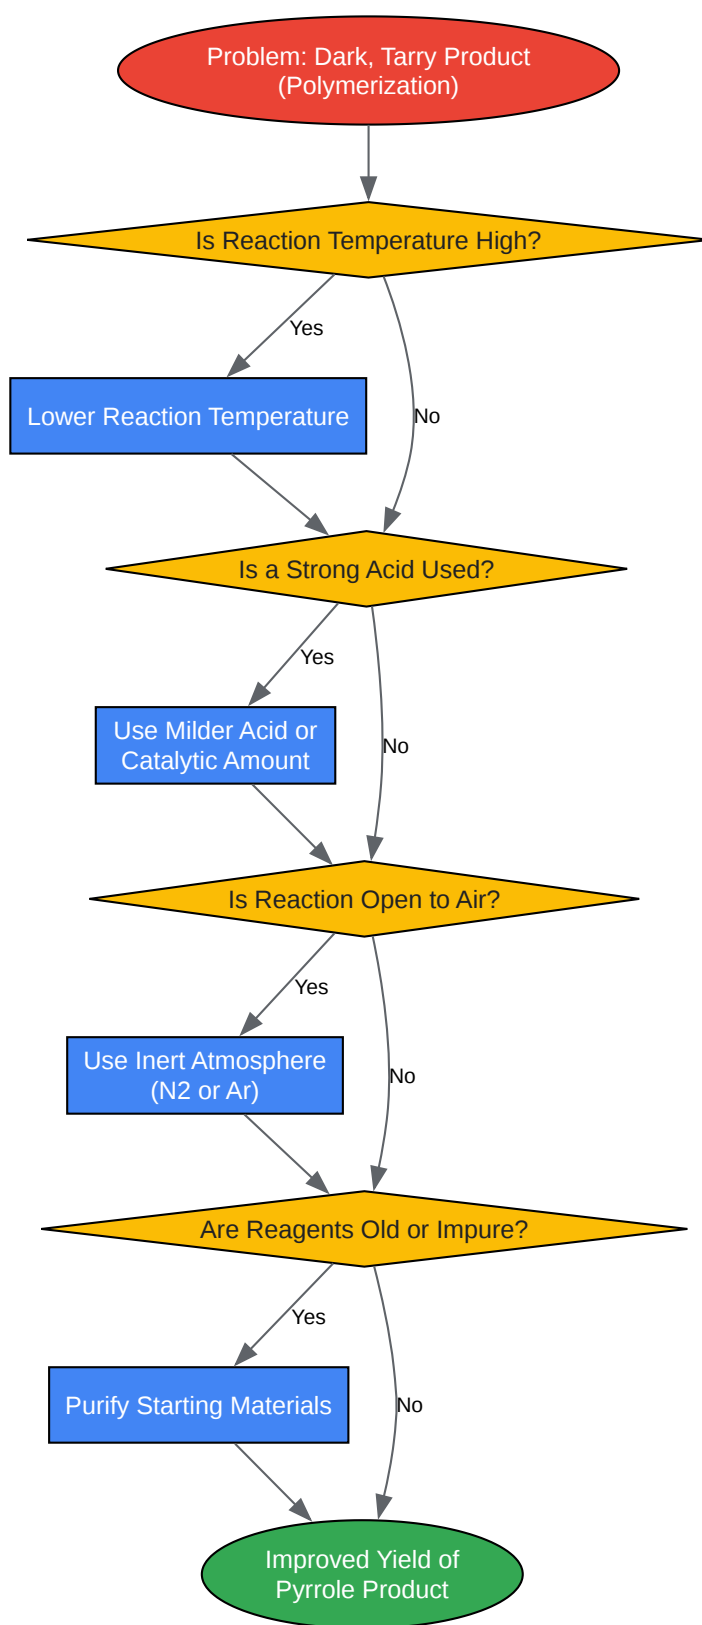 Problem: Dark, Tarry Product
(Polymerization)
Is Reaction Temperature High?
Yes
Lower Reaction Temperature
No
Is a Strong Acid Used?
Yes
Use Milder Acid or
Catalytic Amount
No
Is Reaction Open to Air?
Yes
Use Inert Atmosphere
(N2 or Ar)
No
Are Reagents Old or Impure?
Yes
Purify Starting Materials
No
Improved Yield of
Pyrrole Product